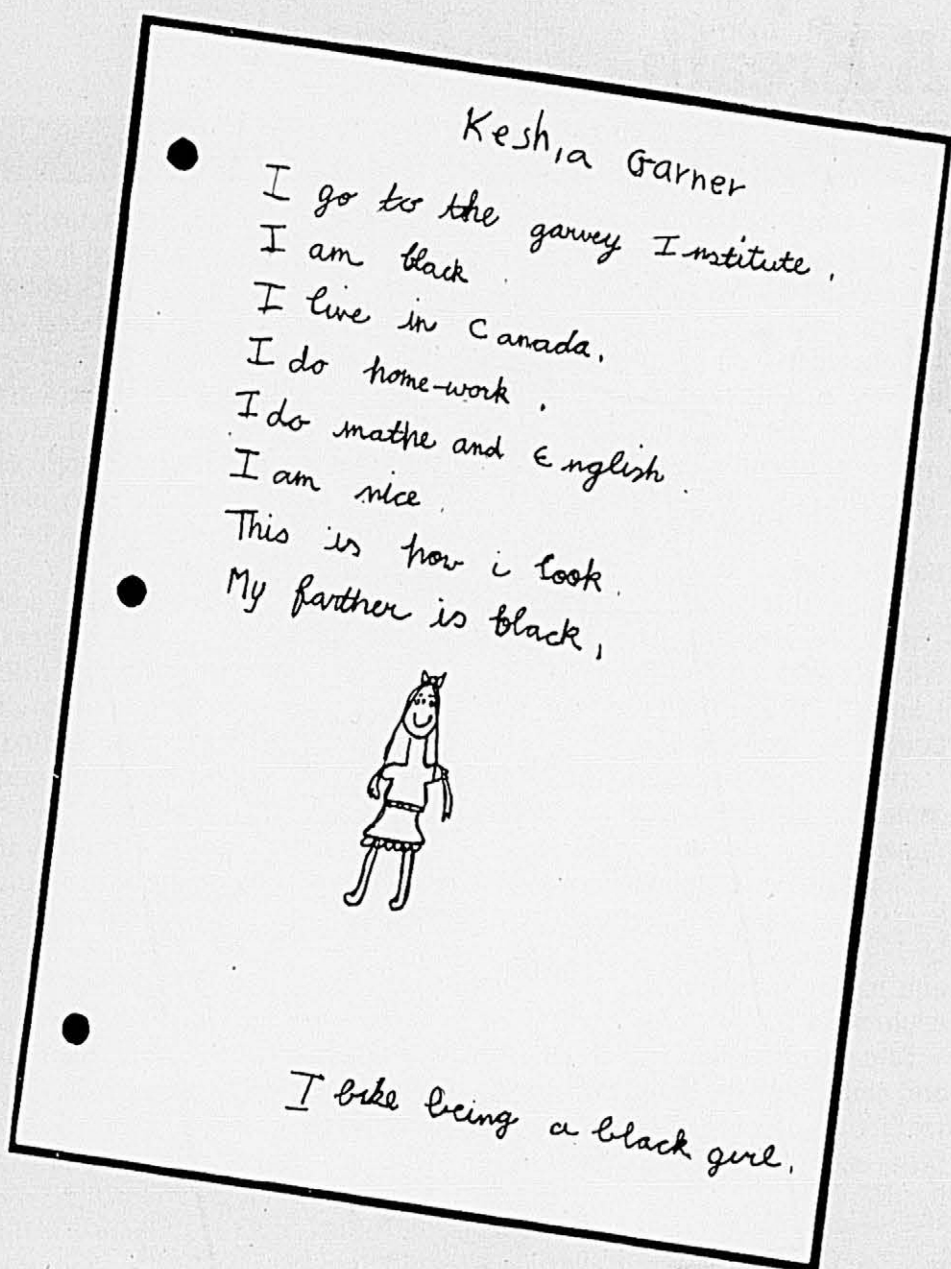 Keshia Garner
I go to the garvey Institute.
I am black.
I live in Canada.
I do home-work.
I do mathe and English.
I am nice.
This is how i look.
My farther is black.
I like being a black girl.